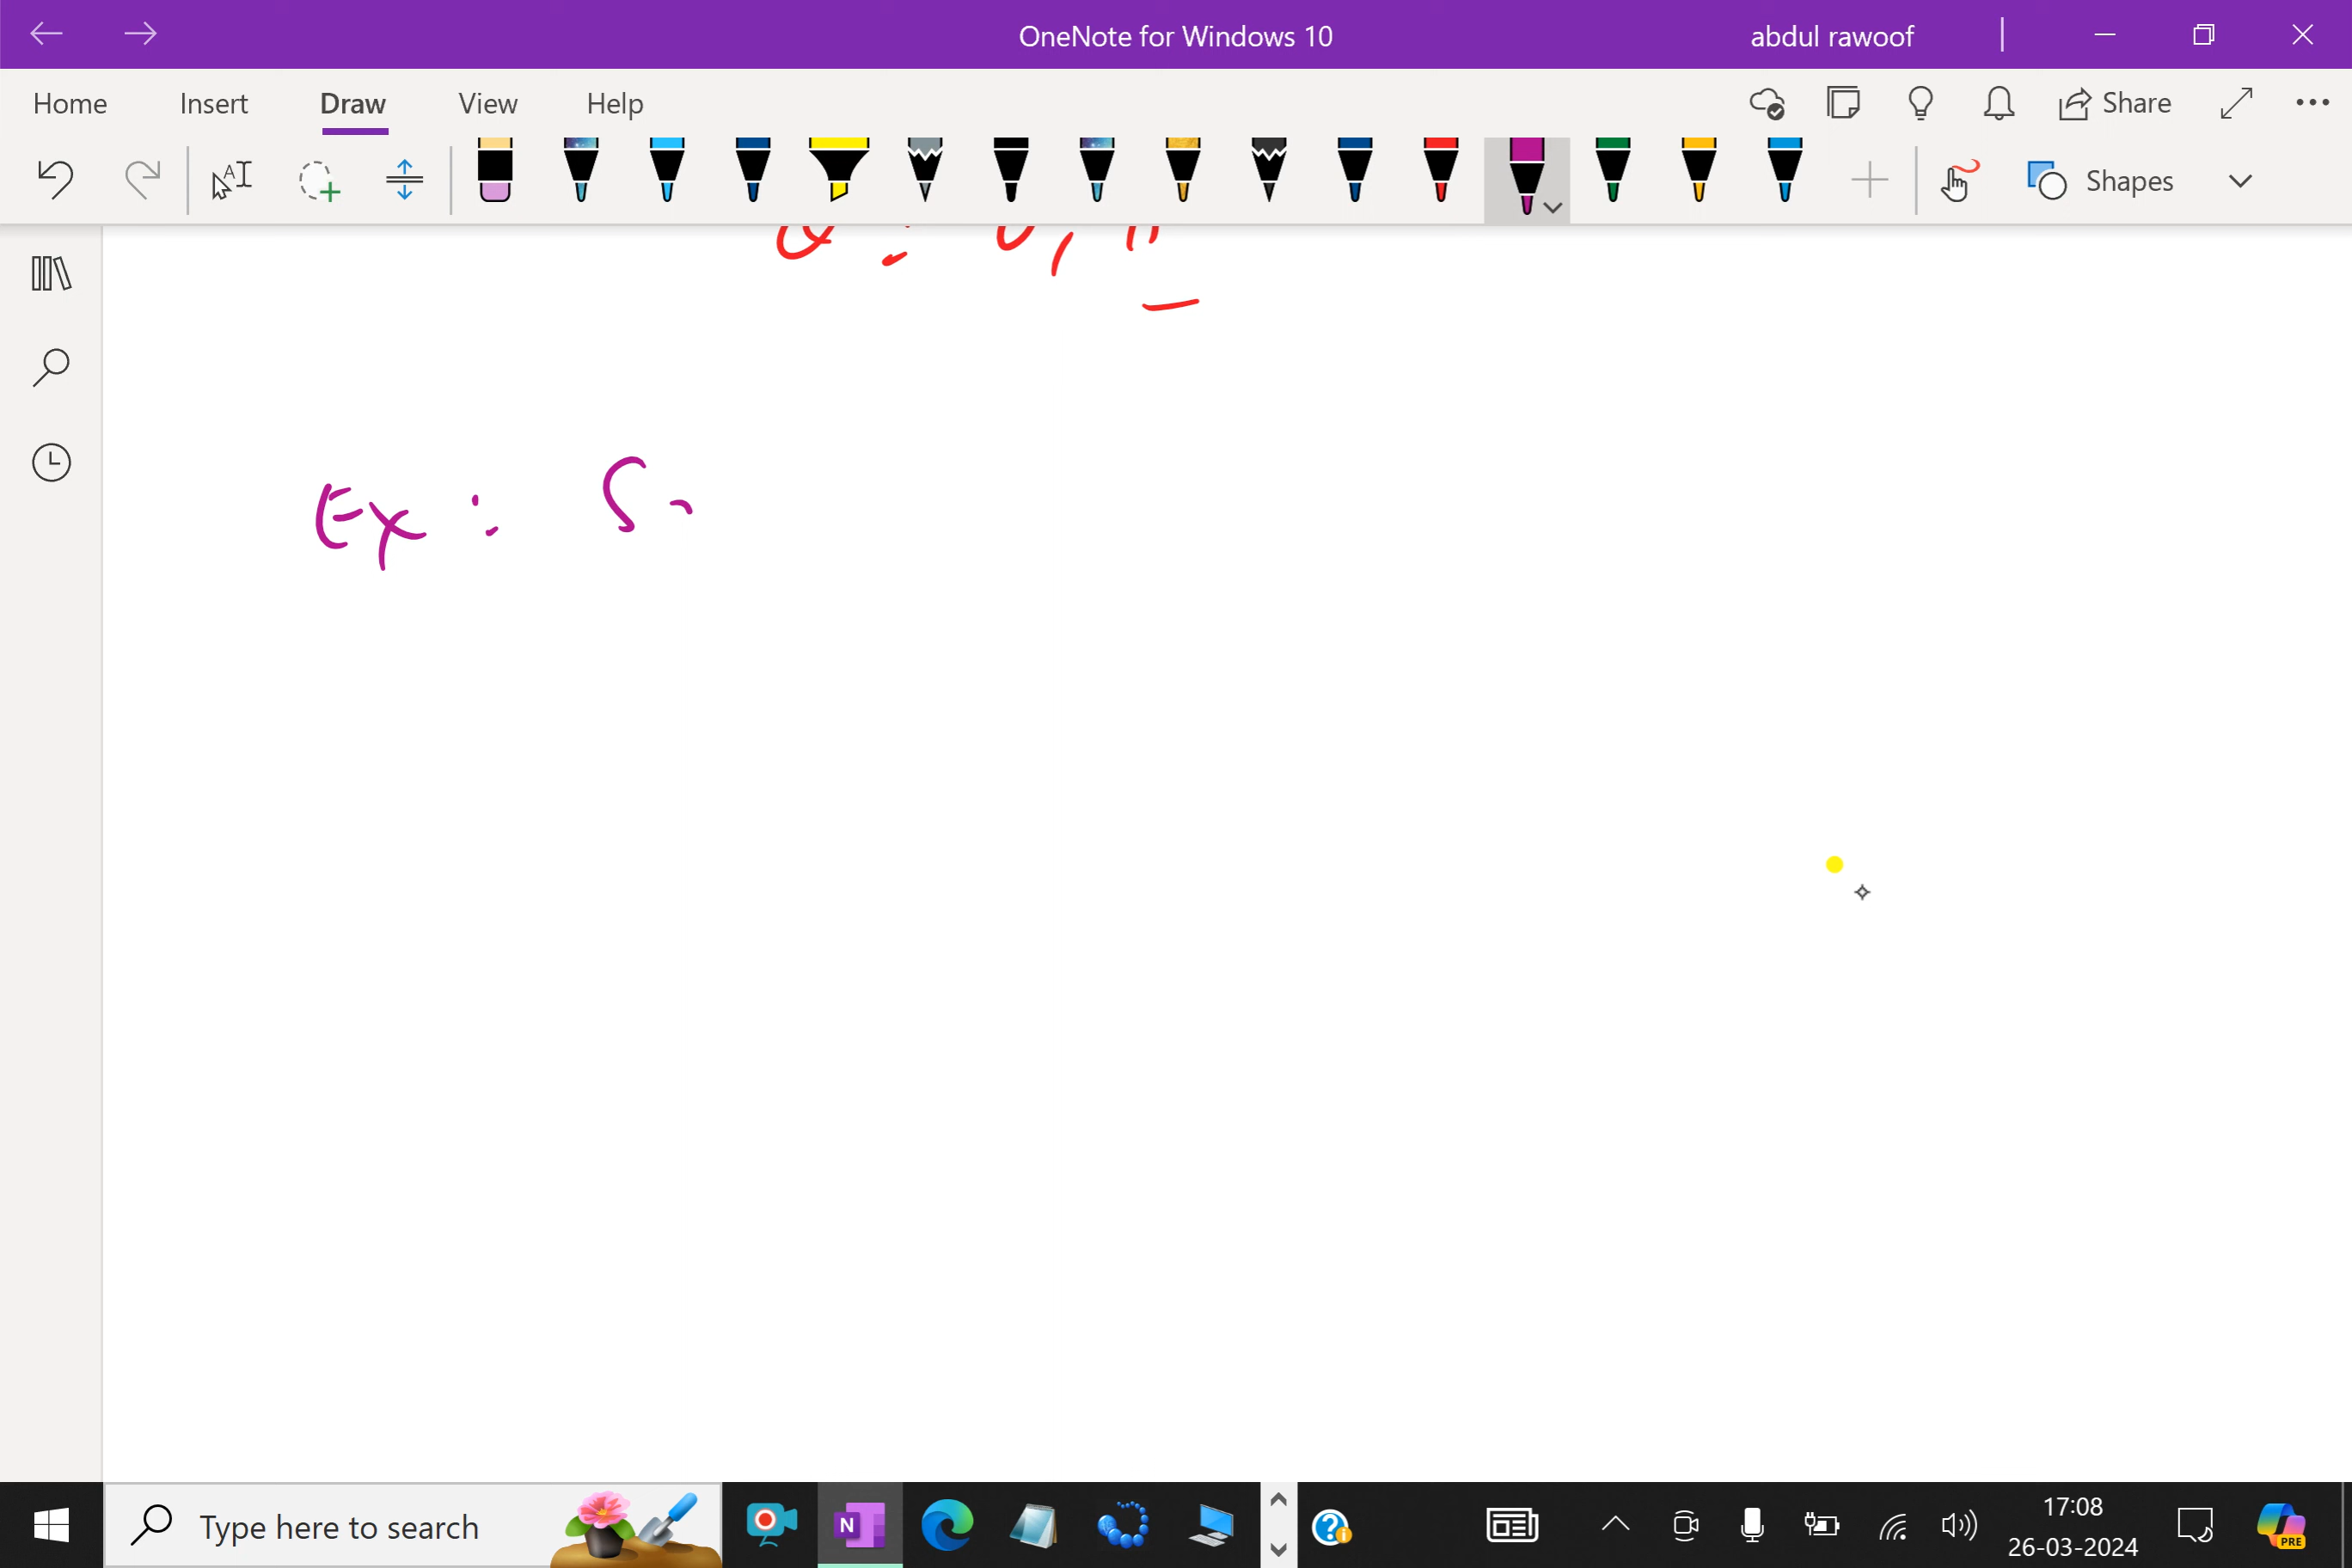 OneNote for Windows 10
abdul rawoof
Home Insert Draw View Help
Share
Shapes
Ex : S
Type here to search
N
PRE
17:08
26-03-2024